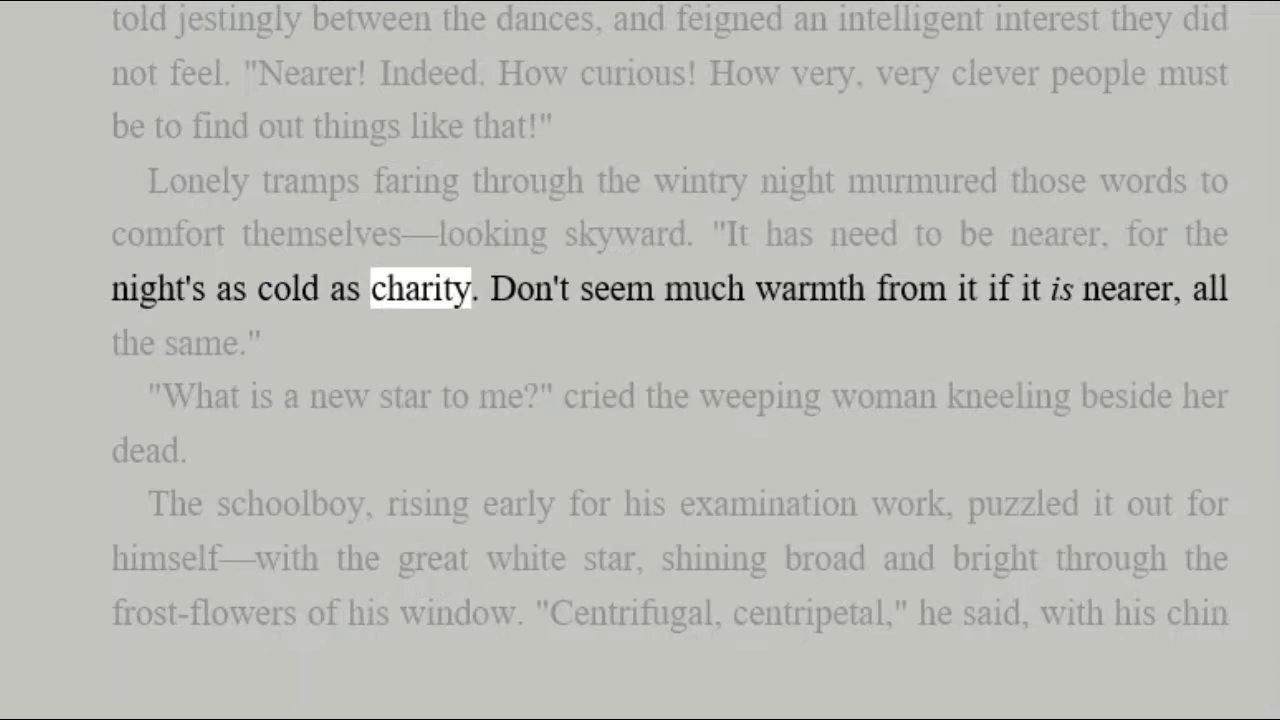 told jestingly between the dances, and feigned an intelligent interest they did
not feel. "Nearer! Indeed. How curious! How very, very clever people must
be to find out things like that!"
Lonely tramps faring through the wintry night murmured those words to
comfort themselves—looking skyward. "It has need to be nearer, for the
night's as cold as charity. Don't seem much warmth from it if it is nearer, all
the same."
"What is a new star to me?" cried the weeping woman kneeling beside her
dead.
The schoolboy, rising early for his examination work, puzzled it out for
himself—with the great white star, shining broad and bright through the
frost-flowers of his window. "Centrifugal, centripetal," he said, with his chin